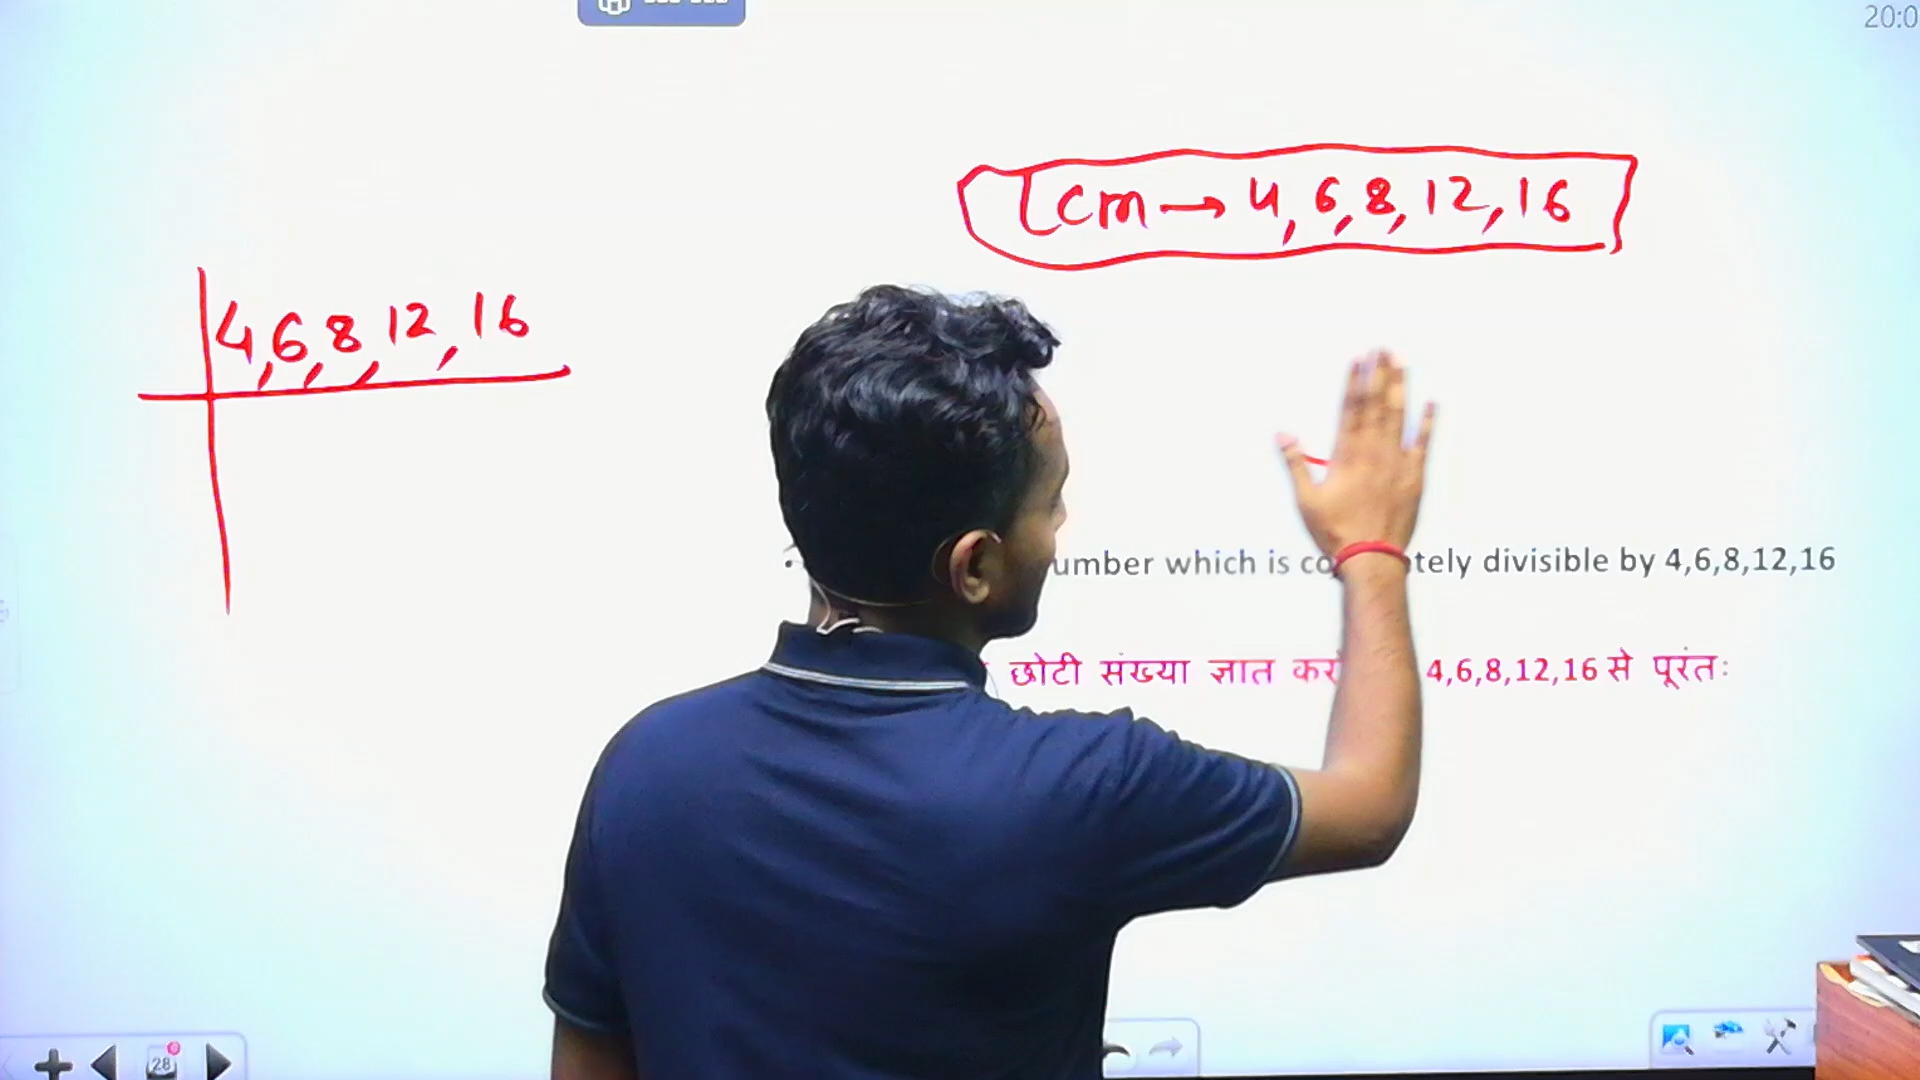 20:0
LCM → 4, 6, 8, 12, 16
4, 6, 8, 12, 16
umber which is co tely divisible by 4,6,8,12,16
छोटी संख्या ज्ञात कर 4,6,8,12,16 से पूरंतः
28